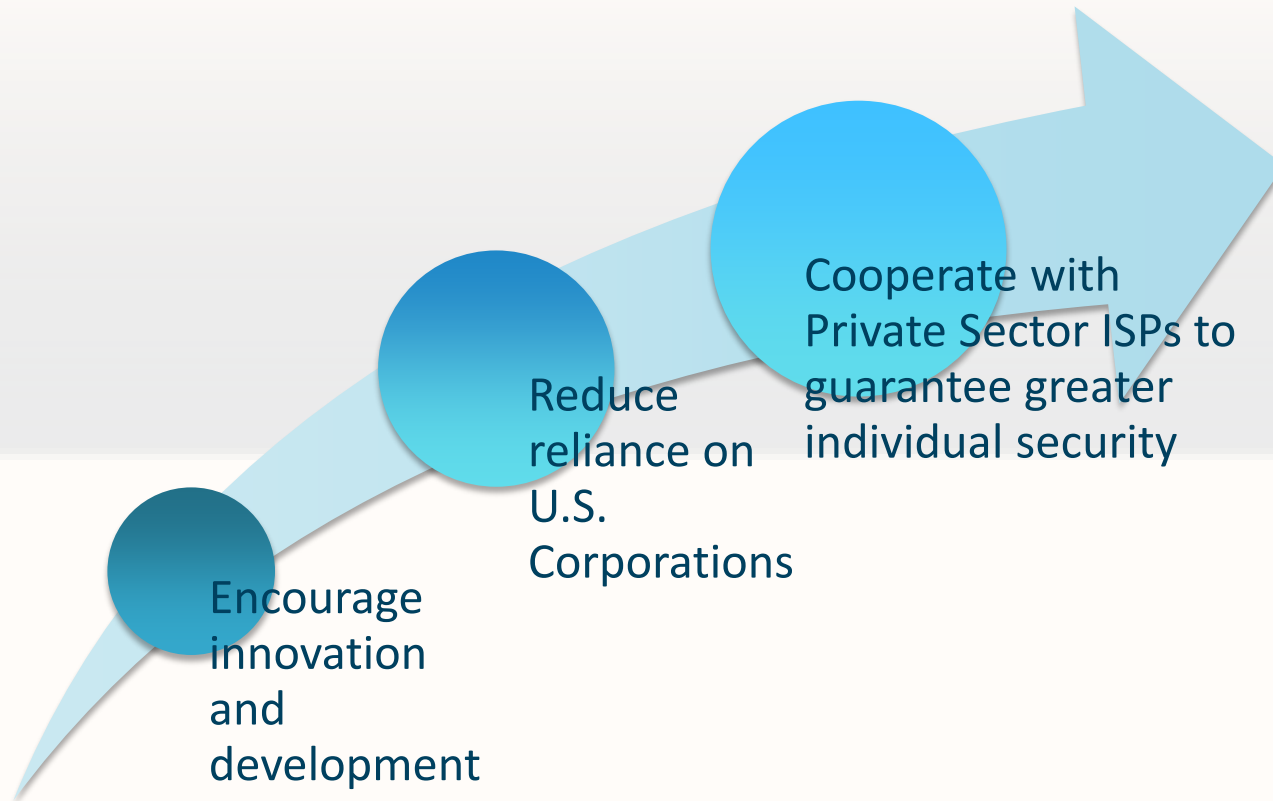 Encourage
innovation
and
development
Reduce
reliance on
U.S.
Corporations
Cooperate with
Private Sector ISPs to
guarantee greater
individual security